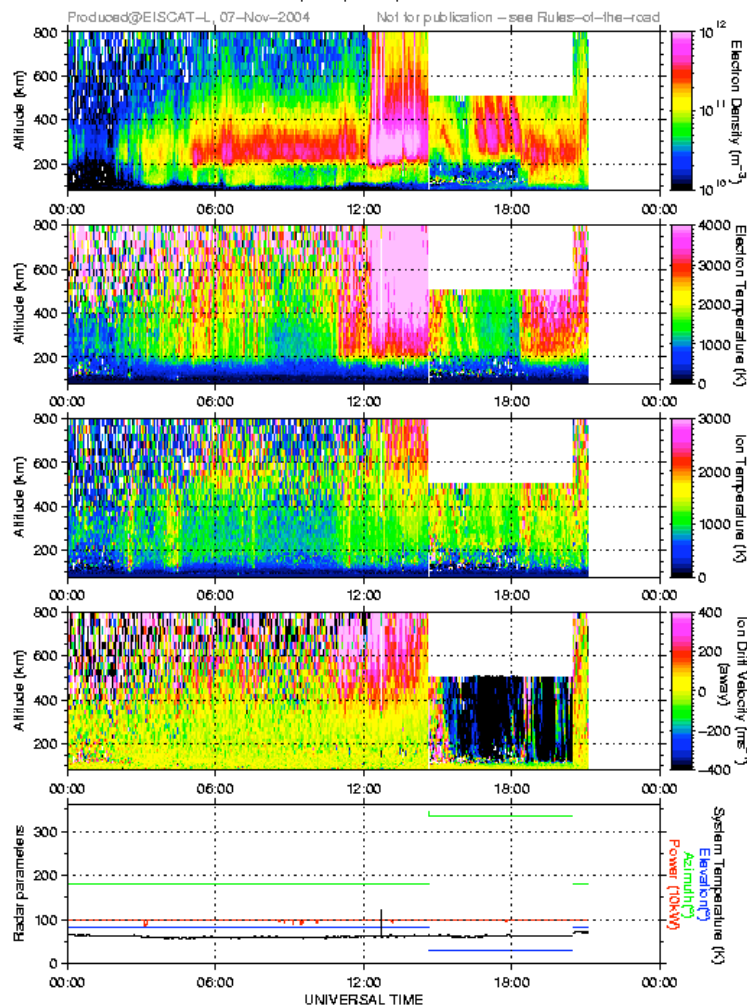 Produced@EISCAT-L, 07-Nov-2004 Not for publication - see Rules-of-the-road
800
600
400
200
Altitude (km)
00:00 06:00 12:00 18:00 00:00
10¹²
10¹¹
10¹⁰
Electron Density (m⁻³)
800
600
400
200
Altitude (km)
00:00 06:00 12:00 18:00 00:00
4000
3000
2000
1000
0
Electron Temperature (K)
800
600
400
200
Altitude (km)
00:00 06:00 12:00 18:00 00:00
3000
2000
1000
0
Ion Temperature (K)
800
600
400
200
Altitude (km)
00:00 06:00 12:00 18:00 00:00
400
200
0
-200
-400
Ion Drift Velocity (ms⁻¹)
(away)
300
200
100
0
Radar parameters
00:00 06:00 12:00 18:00 00:00
System Temperature (K)
Elevation(°)
Azimuth(°)
Power (10kW)
UNIVERSAL TIME